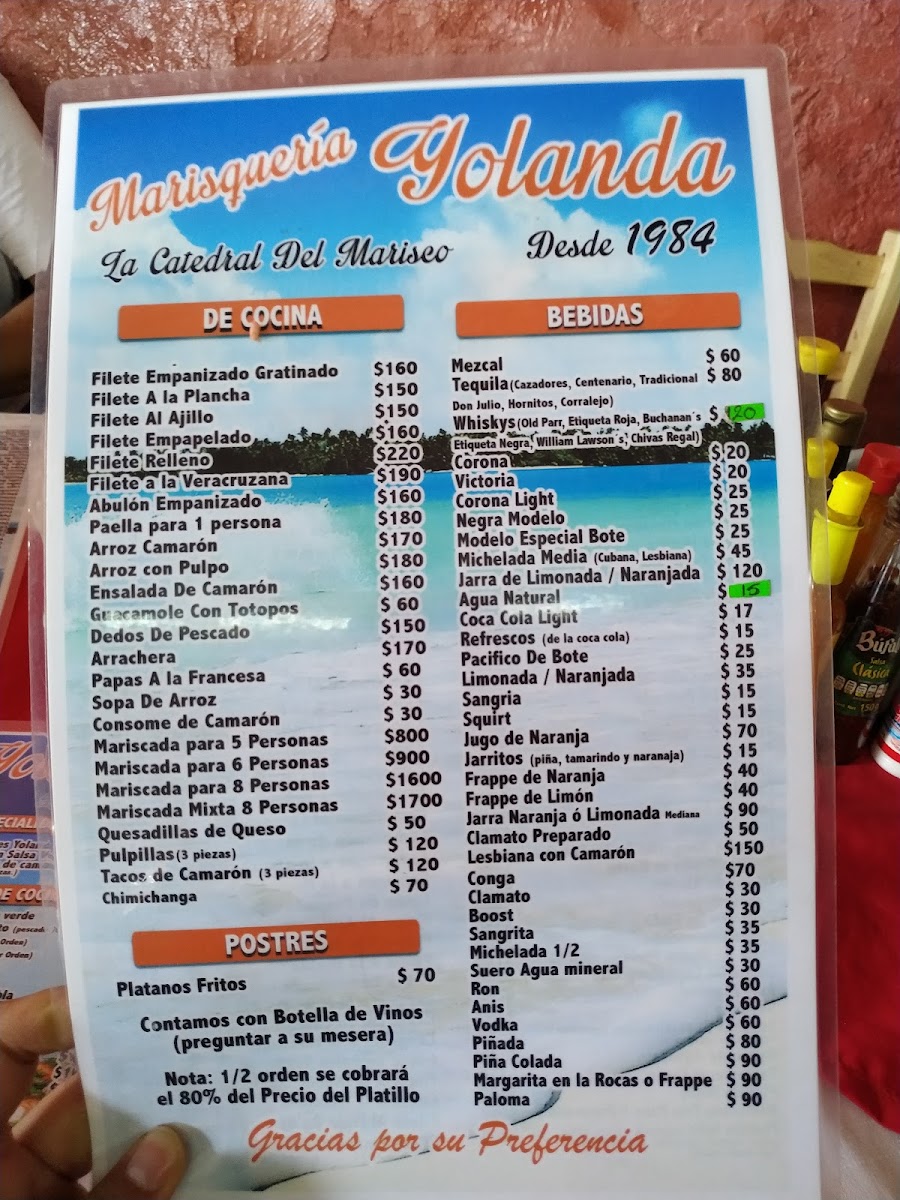 Marisquería Yolanda
La Catedral Del Marisco
Desde 1984
DE COCINA
Filete Empanizado Gratinado $160
Filete A la Plancha $150
Filete Al Ajillo $150
Filete Empapelado $160
Filete Relleno $220
Filete a la Veracruzana $190
Abulón Empanizado $160
Paella para 1 persona $180
Arroz Camarón $170
Arroz con Pulpo $180
Ensalada De Camarón $160
Guacamole Con Totopos $ 60
Dedos De Pescado $150
Arrachera $170
Papas A la Francesa $ 60
Sopa De Arroz $ 30
Consome de Camarón $ 30
Mariscada para 5 Personas $800
Mariscada para 6 Personas $900
Mariscada para 8 Personas $1600
Mariscada Mixta 8 Personas $1700
Quesadillas de Queso $ 50
Pulpillas (3 piezas) $ 120
Tacos de Camarón (3 piezas) $ 120
Chimichanga $ 70
POSTRES
Platanos Fritos $ 70
Contamos con Botella de Vinos
(preguntar a su mesera)
Nota: 1/2 orden se cobrará
el 80% del Precio del Platillo
BEBIDAS
Mezcal $ 60
Tequila (Cazadores, Centenario, Tradicional $ 80
Don Julio, Hornitos, Corralejo)
Whiskys (Old Parr, Etiqueta Roja, Buchanan´s $ 120
Etiqueta Negra, William Lawson´s, Chivas Regal)
Corona $ 20
Victoria $ 20
Corona Light $ 25
Negra Modelo $ 25
Modelo Especial Bote $ 25
Michelada Media (Cubana, Lesbiana) $ 45
Jarra de Limonada / Naranjada $ 120
Agua Natural $ 15
Coca Cola Light $ 17
Refrescos (de la coca cola) $ 15
Pacifico De Bote $ 25
Limonada / Naranjada $ 35
Sangria $ 15
Squirt $ 15
Jugo de Naranja $ 70
Jarritos (piña, tamarindo y naranaja) $ 15
Frappe de Naranja $ 40
Frappe de Limón $ 40
Jarra Naranja ó Limonada Mediana $ 90
Clamato Preparado $ 50
Lesbiana con Camarón $150
Conga $70
Clamato $ 30
Boost $ 30
Sangrita $ 35
Michelada 1/2 $ 35
Suero Agua mineral $ 30
Ron $ 60
Anis $ 60
Vodka $ 60
Piñada $ 80
Piña Colada $ 90
Margarita en la Rocas o Frappe $ 90
Paloma $ 90
Gracias por su Preferencia
Búfalo
Salsa
Clásica